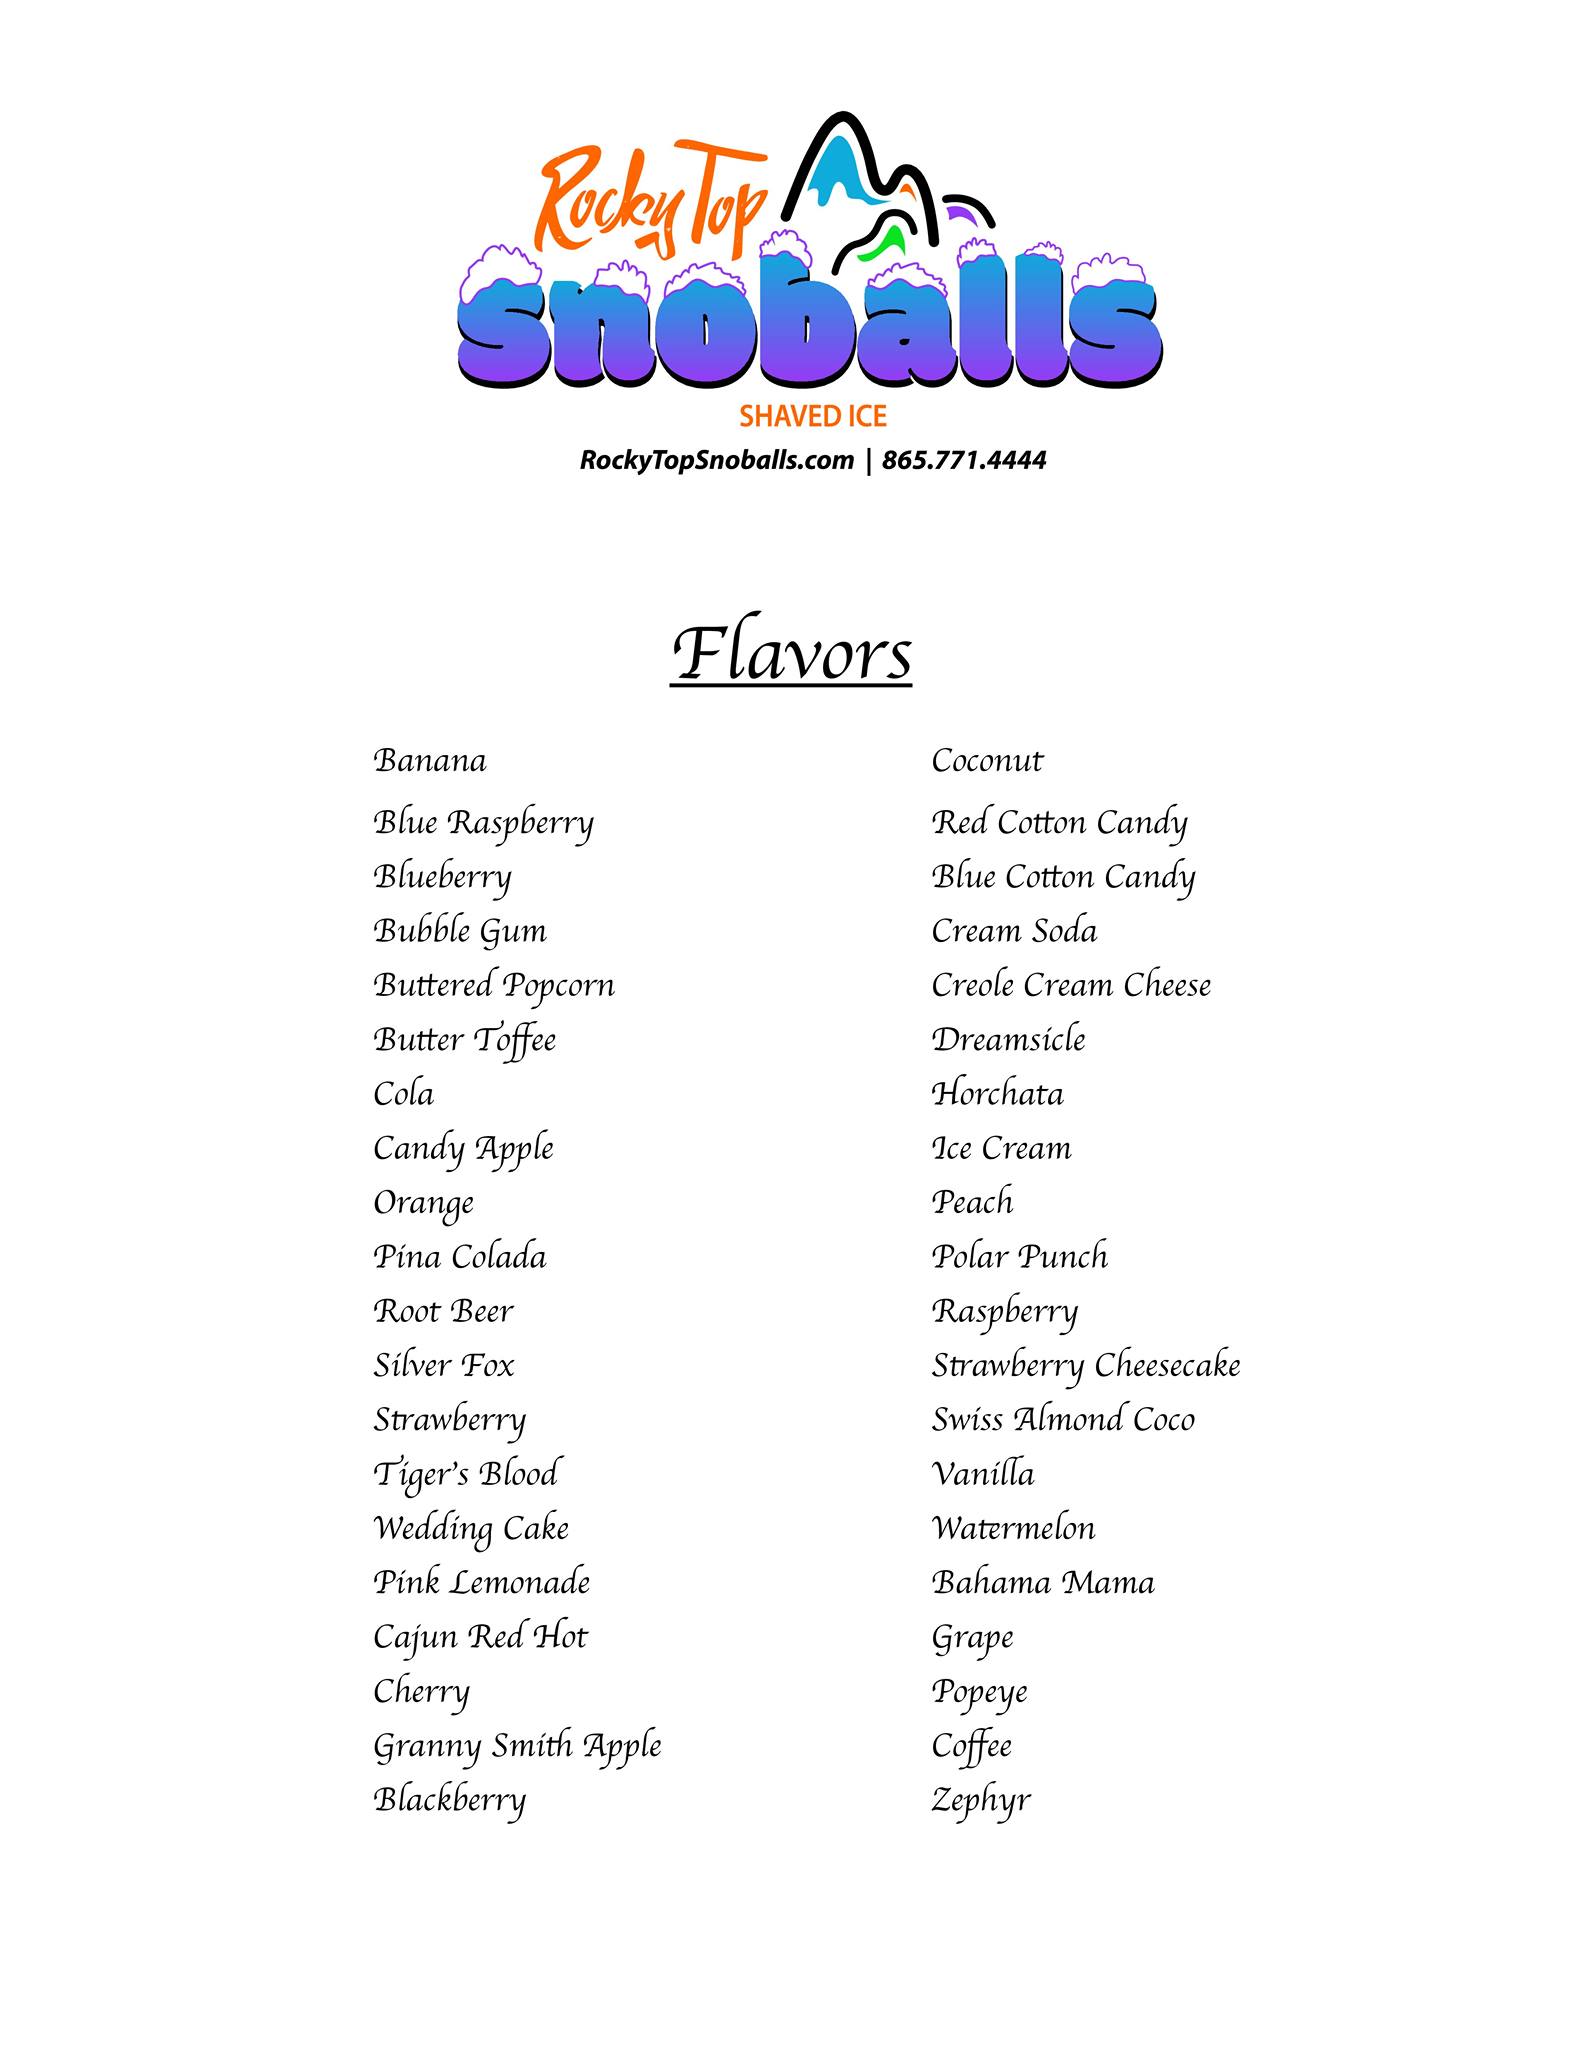 Rocky Top
snoballs
SHAVED ICE
RockyTopSnoballs.com | 865.771.4444
Flavors
Banana
Blue Raspberry
Blueberry
Bubble Gum
Buttered Popcorn
Butter Toffee
Cola
Candy Apple
Orange
Pina Colada
Root Beer
Silver Fox
Strawberry
Tiger's Blood
Wedding Cake
Pink Lemonade
Cajun Red Hot
Cherry
Granny Smith Apple
Blackberry
Coconut
Red Cotton Candy
Blue Cotton Candy
Cream Soda
Creole Cream Cheese
Dreamsicle
Horchata
Ice Cream
Peach
Polar Punch
Raspberry
Strawberry Cheesecake
Swiss Almond Coco
Vanilla
Watermelon
Bahama Mama
Grape
Popeye
Coffee
Zephyr